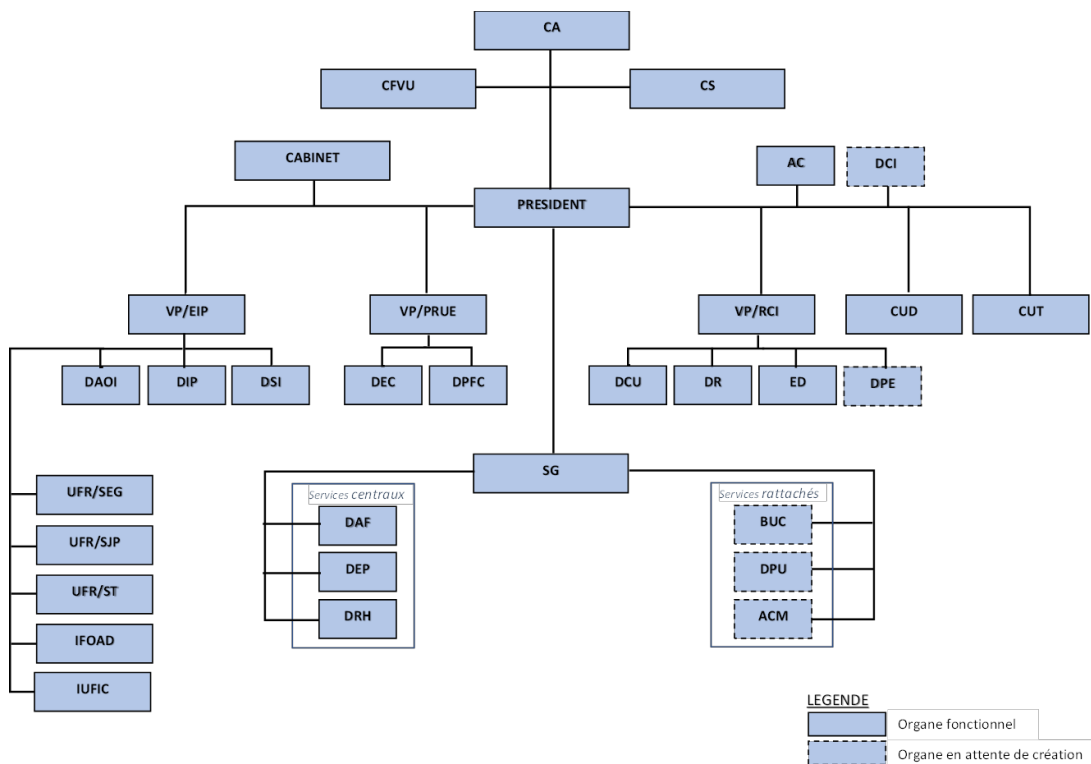 CA
CFVU
CS
CABINET
AC
DCI
PRESIDENT
VP/EIP
VP/PRUE
VP/RCI
CUD
CUT
DAOI
DIP
DSI
DEC
DPFC
DCU
DR
ED
DPE
SG
UFR/SEG
UFR/SJP
UFR/ST
IFOAD
IUFIC
Services centraux
DAF
DEP
DRH
Services rattachés
BUC
DPU
ACM
LEGENDE
Organe fonctionnel
Organe en attente de création